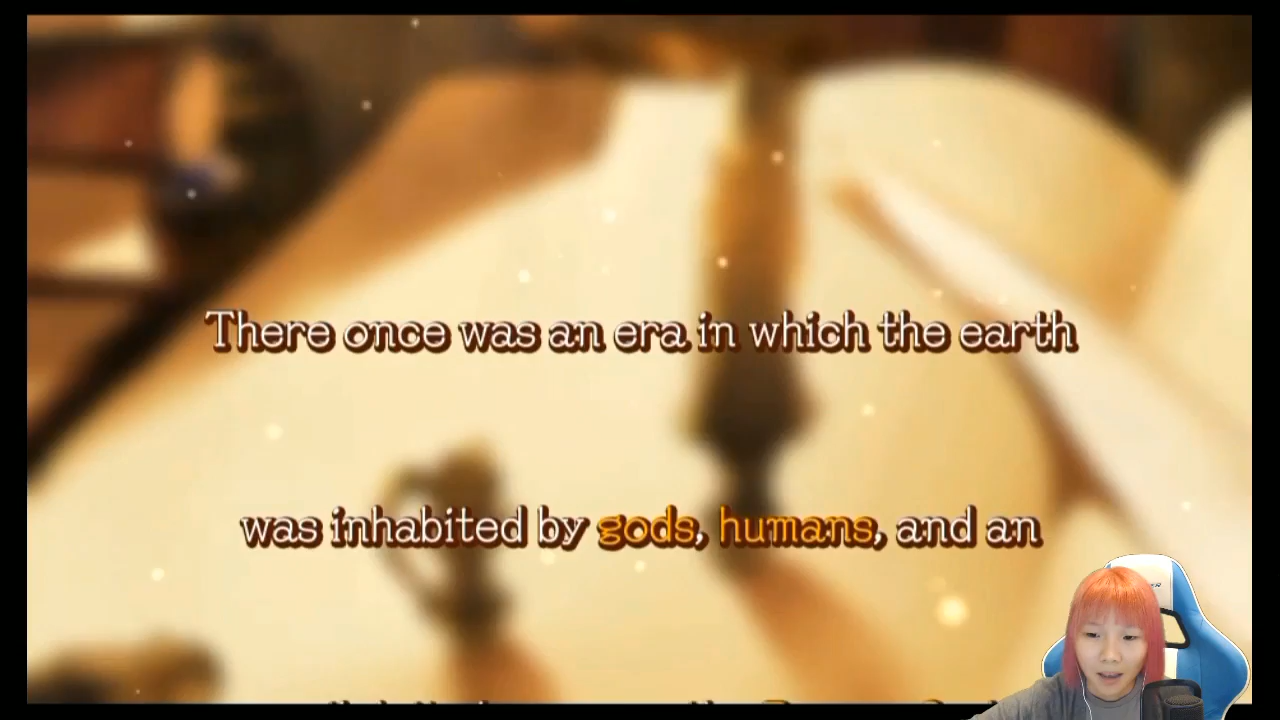 There once was an era in which the earth
was inhabited by gods, humans, and an